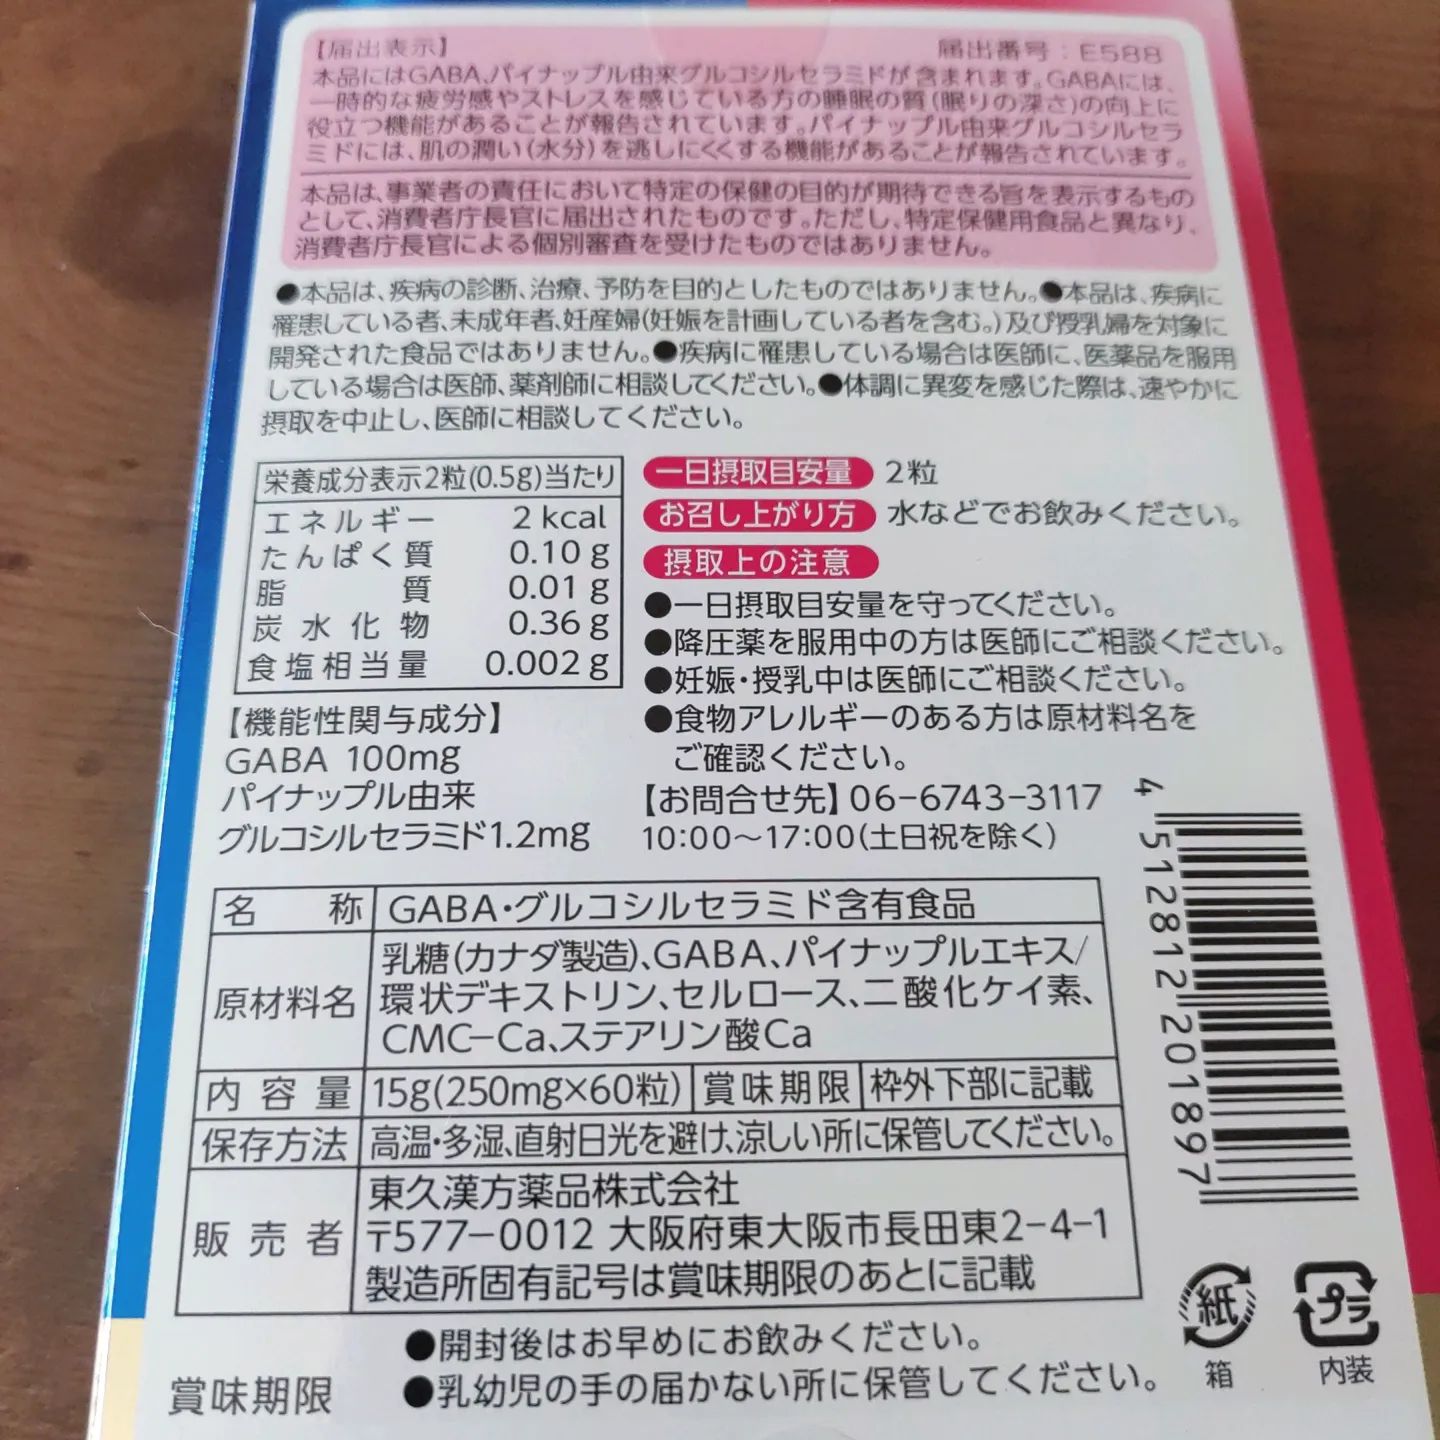 【届出表示】 届出番号：E588
本品にはGABA、パイナップル由来グルコシルセラミドが含まれます。GABAには、
一時的な疲労感やストレスを感じている方の睡眠の質(眠りの深さ)の向上に
役立つ機能があることが報告されています。パイナップル由来グルコシルセラ
ミドには、肌の潤い(水分)を逃しにくくする機能があることが報告されています。
本品は、事業者の責任において特定の保健の目的が期待できる旨を表示するもの
として、消費者庁長官に届出されたものです。ただし、特定保健用食品と異なり、
消費者庁長官による個別審査を受けたものではありません。
●本品は、疾病の診断、治療、予防を目的としたものではありません。●本品は、疾病に
罹患している者、未成年者、妊産婦(妊娠を計画している者を含む。)及び授乳婦を対象に
開発された食品ではありません。●疾病に罹患している場合は医師に、医薬品を服用
している場合は医師、薬剤師に相談してください。●体調に異変を感じた際は、速やかに
摂取を中止し、医師に相談してください。
栄養成分表示2粒(0.5g)当たり
エネルギー 2 kcal
たんぱく質 0.10 g
脂質 0.01 g
炭水化物 0.36 g
食塩相当量 0.002 g
【機能性関与成分】
GABA 100mg
パイナップル由来
グルコシルセラミド1.2mg
一日摂取目安量 2粒
お召し上がり方 水などでお飲みください。
摂取上の注意
●一日摂取目安量を守ってください。
●降圧薬を服用中の方は医師にご相談ください。
●妊娠・授乳中は医師にご相談ください。
●食物アレルギーのある方は原材料名を
ご確認ください。
【お問合せ先】06-6743-3117
10:00～17:00(土日祝を除く)
名称 GABA・グルコシルセラミド含有食品
原材料名 乳糖(カナダ製造)、GABA、パイナップルエキス/
環状デキストリン、セルロース、二酸化ケイ素、
CMC-Ca、ステアリン酸Ca
内容量 15g(250mg×60粒) 賞味期限 枠外下部に記載
保存方法 高温・多湿、直射日光を避け、涼しい所に保管してください。
販売者 東久漢方薬品株式会社
〒577-0012 大阪府東大阪市長田東2-4-1
製造所固有記号は賞味期限のあとに記載
4 512812 201897
紙
箱
プラ
内装
●開封後はお早めにお飲みください。
●乳幼児の手の届かない所に保管してください。
賞味期限